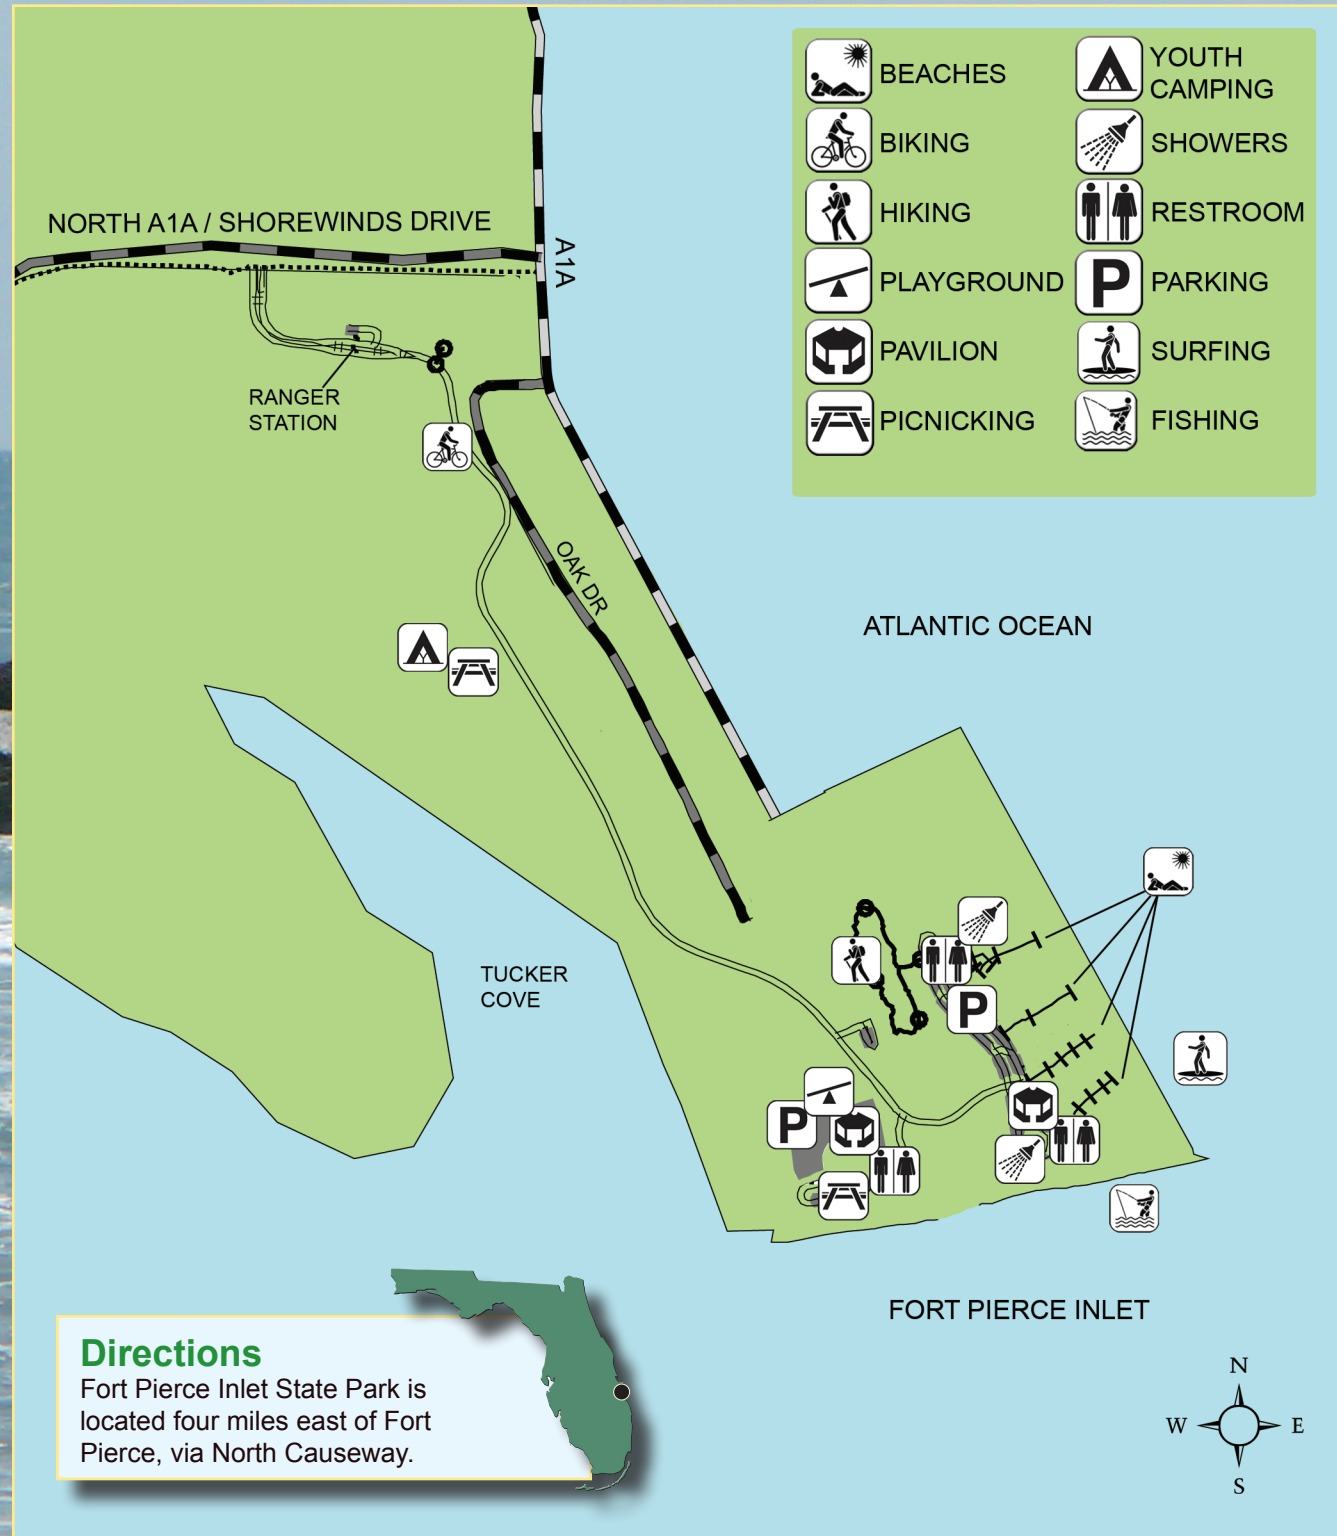 BEACHES
BIKING
HIKING
PLAYGROUND
PAVILION
PICNICKING
YOUTH
CAMPING
SHOWERS
RESTROOM
P
PARKING
SURFING
FISHING
NORTH A1A / SHOREWINDS DRIVE
A1A
RANGER
STATION
OAK DR
ATLANTIC OCEAN
TUCKER
COVE
P
P
FORT PIERCE INLET
Directions
Fort Pierce Inlet State Park is
located four miles east of Fort
Pierce, via North Causeway.
N
W
E
S